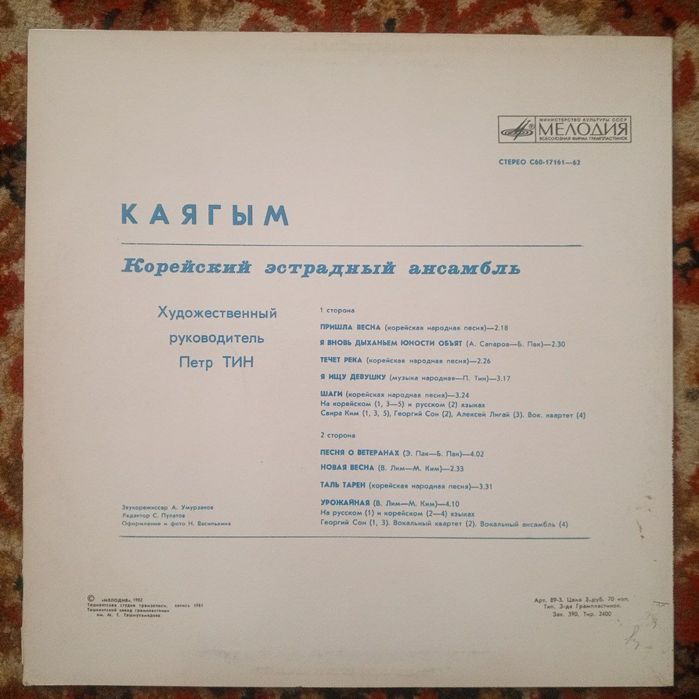 МИНИСТЕРСТВО КУЛЬТУРЫ СССР
МЕЛОДИЯ
ВСЕСОЮЗНАЯ ФИРМА ГРАМПЛАСТИНОК
СТЕРЕО С60-17161—62
КАЯГЫМ
Корейский эстрадный ансамбль
Художественный
руководитель
Петр ТИН
1 сторона
ПРИШЛА ВЕСНА (корейская народная песня)—2.18
Я ВНОВЬ ДЫХАНЬЕМ ЮНОСТИ ОБЪЯТ (А. Сапаров—Б. Пак)—2.30
ТЕЧЕТ РЕКА (корейская народная песня)—2.26
Я ИЩУ ДЕВУШКУ (музыка народная—П. Тин)—3.17
ШАГИ (корейская народная песня)—3.24
На корейском (1, 3—5) и русском (2) языках
Свира Ким (1, 3, 5), Георгий Сон (2), Алексей Лигай (3). Вок. квартет (4)
2 сторона
ПЕСНЯ О ВЕТЕРАНАХ (Э. Пак—Б. Пак)—4.02
НОВАЯ ВЕСНА (В. Лим—М. Ким)—2.33
ТАЛЬ ТАРЕН (корейская народная песня)—3.31
УРОЖАЙНАЯ (В. Лим—М. Ким)—4.10
На русском (1) и корейском (2—4) языках
Георгий Сон (1, 3). Вокальный квартет (2). Вокальный ансамбль (4)
Звукорежиссер А. Умурзаков
Редактор С. Пулатов
Оформление и фото Н. Василькина
© «МЕЛОДИЯ», 1982
Ташкентская студия грамзаписи, запись 1981
Ташкентский завод грампластинок
им. М. Т. Ташмухамедова
Арт. 89-3. Цена 2 руб. 70 коп.
Тип. З-да Грампластинок.
Зак. 390, Тир. 2400